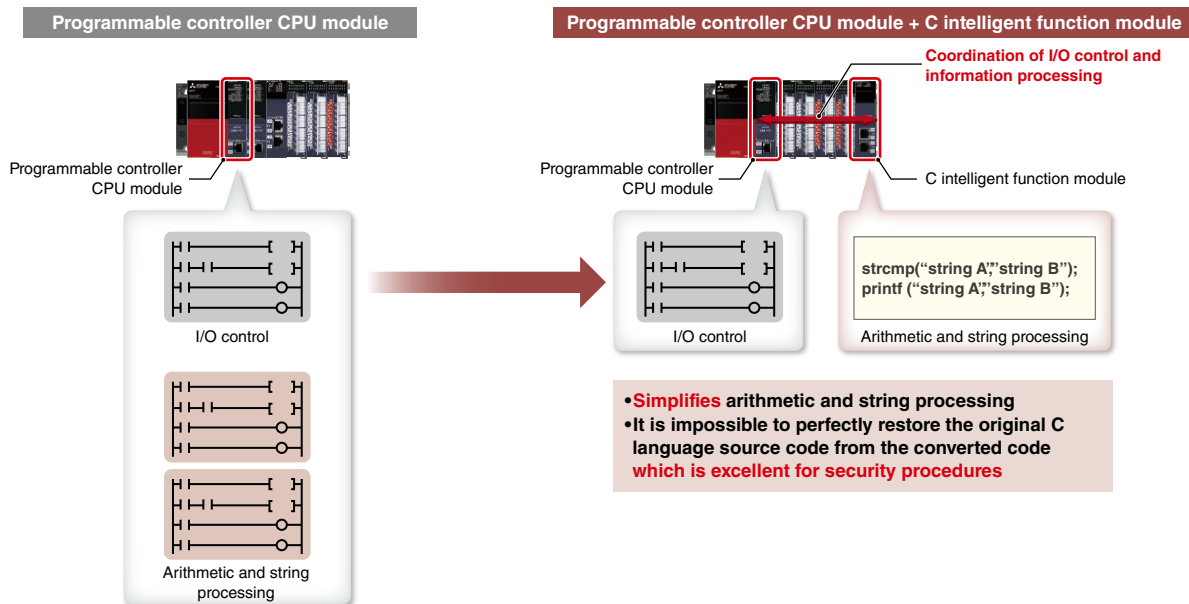 Programmable controller CPU module
Programmable controller CPU module + C intelligent function module
Coordination of I/O control and
information processing
Programmable controller
CPU module
Programmable controller
CPU module
C intelligent function module
I/O control
Arithmetic and string
processing
I/O control
strcmp(“string A”,”string B”);
printf (“string A”,”string B”);
Arithmetic and string processing
•Simplifies arithmetic and string processing
•It is impossible to perfectly restore the original C
language source code from the converted code
which is excellent for security procedures